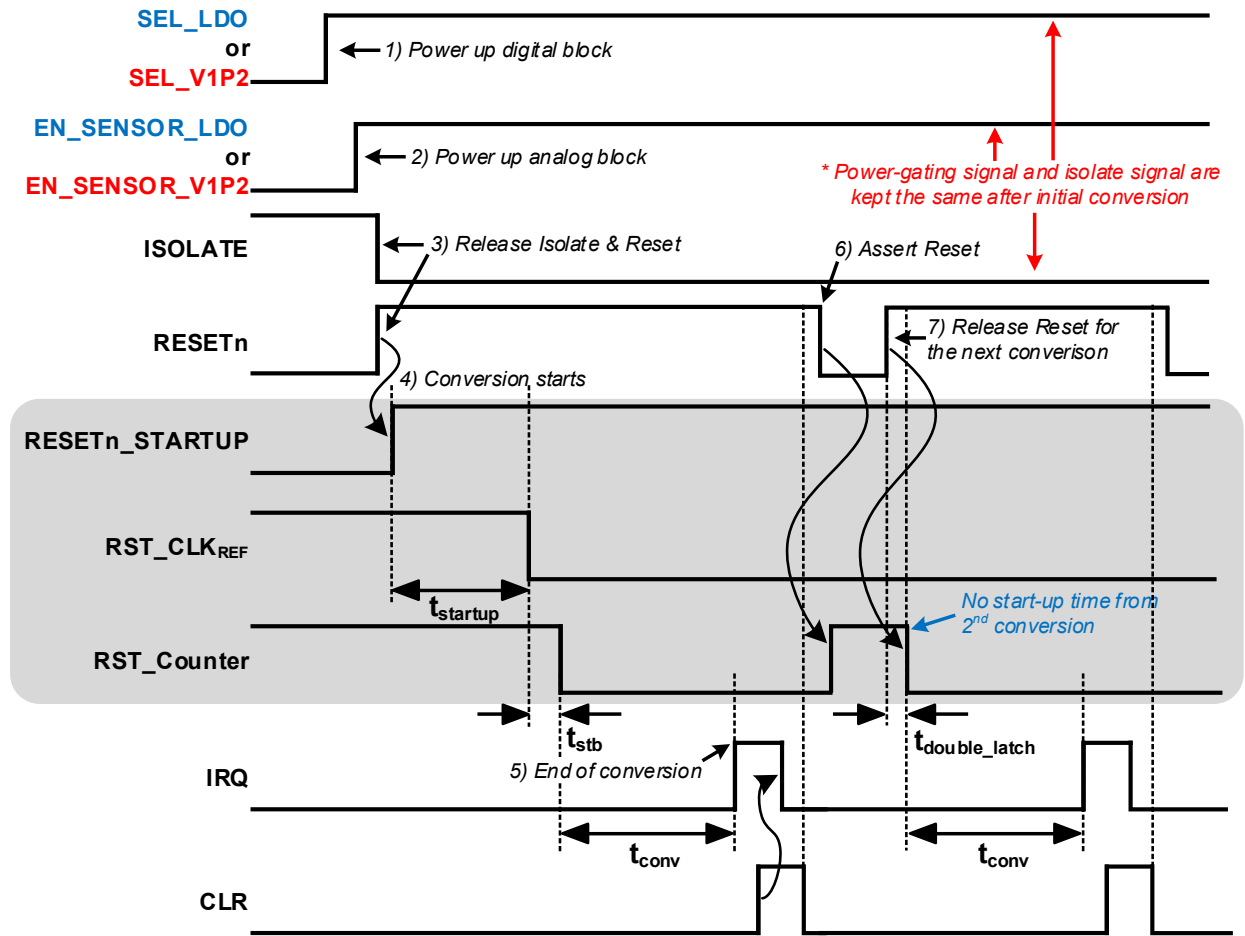 SEL_LDO
or
SEL_V1P2
1) Power up digital block
EN_SENSOR_LDO
or
EN_SENSOR_V1P2
2) Power up analog block
* Power-gating signal and isolate signal are
kept the same after initial conversion
ISOLATE
3) Release Isolate & Reset
6) Assert Reset
RESETn
7) Release Reset for
the next converison
4) Conversion starts
RESETn_STARTUP
RST_CLKREF
tstartup
No start-up time from
2nd conversion
RST_Counter
tstb
tdouble_latch
5) End of conversion
IRQ
tconv
tconv
CLR